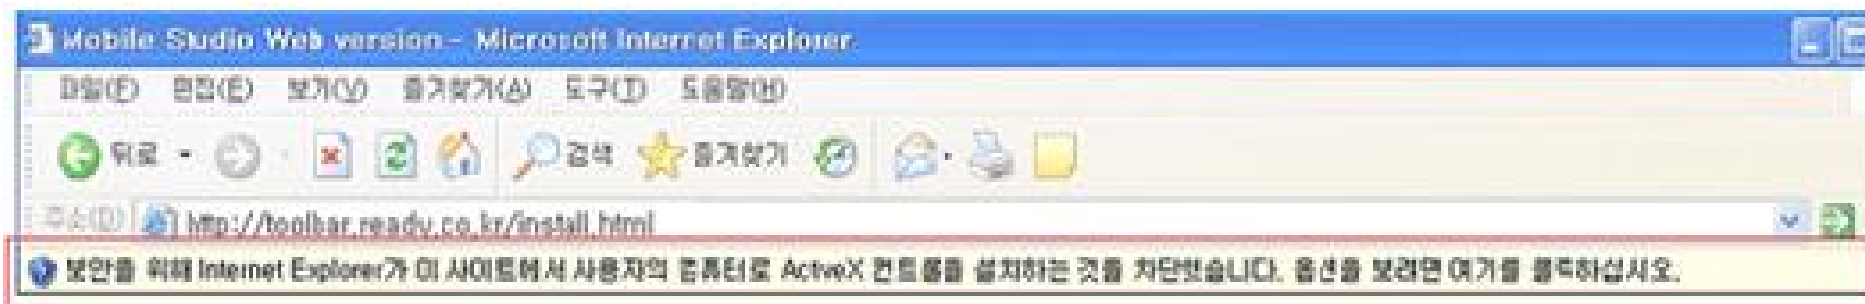 Mobile Studio Web version - Microsoft Internet Explorer
파일(F) 편집(E) 보기(V) 즐겨찾기(A) 도구(T) 도움말(H)
뒤로 검색 즐겨찾기
주소(D) http://toolbar.ready.co.kr/install.html
보안을 위해 Internet Explorer가 이 사이트에서 사용자의 컴퓨터로 ActiveX 컨트롤을 설치하는 것을 차단했습니다. 옵션을 보려면 여기를 클릭하십시오.